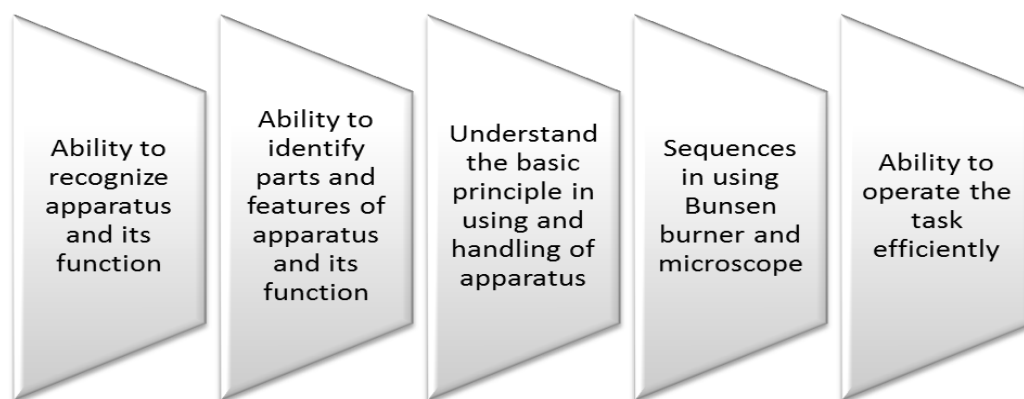 Ability to
recognize
apparatus
and its
function
Ability to
identify
parts and
features of
apparatus
and its
function
Understand
the basic
principle in
using and
handling of
apparatus
Sequences
in using
Bunsen
burner and
microscope
Ability to
operate the
task
efficiently